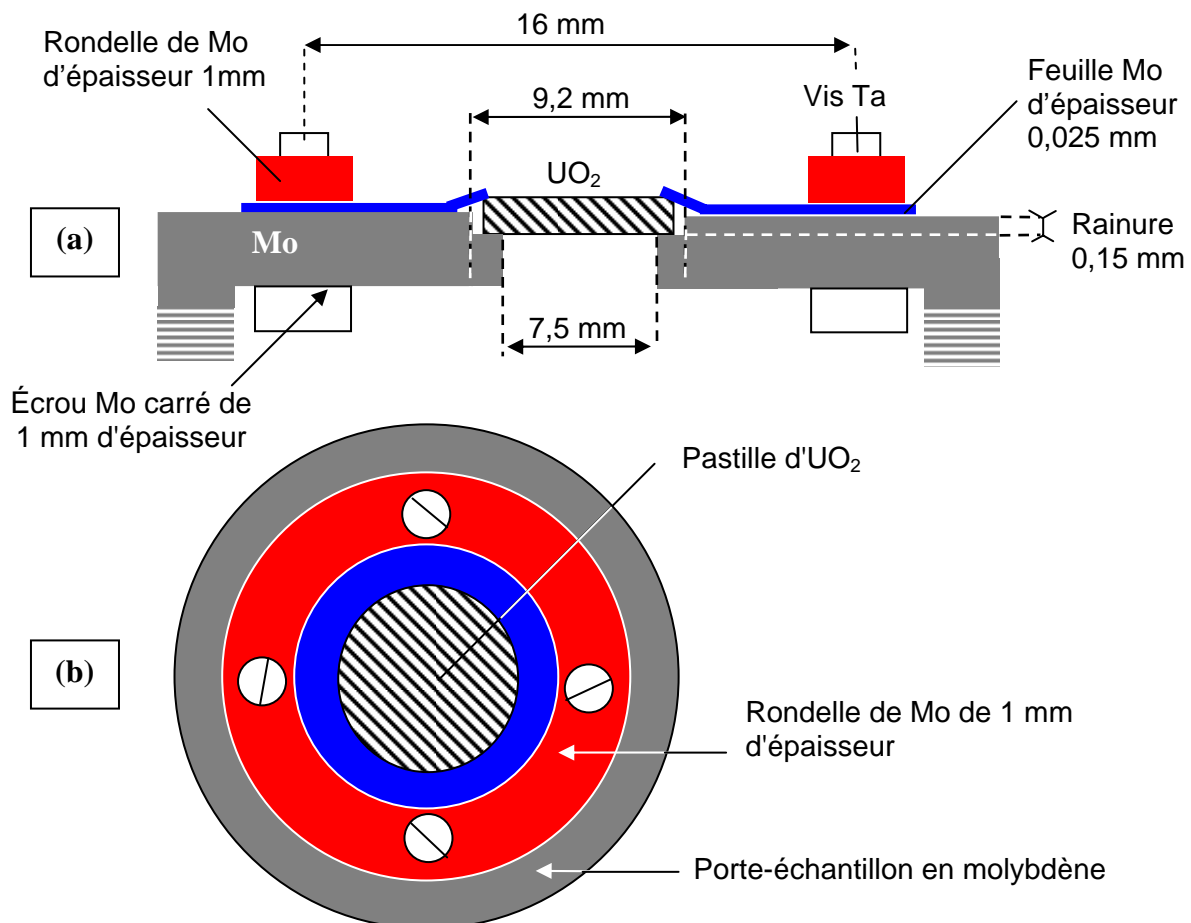 Rondelle de Mo
d'épaisseur 1mm
16 mm
9,2 mm
Vis Ta
Feuille Mo
d'épaisseur
0,025 mm
UO₂
(a)
Mo
Rainure
0,15 mm
7,5 mm
Écrou Mo carré de
1 mm d'épaisseur
Pastille d'UO₂
(b)
Rondelle de Mo de 1 mm
d'épaisseur
Porte-échantillon en molybdène